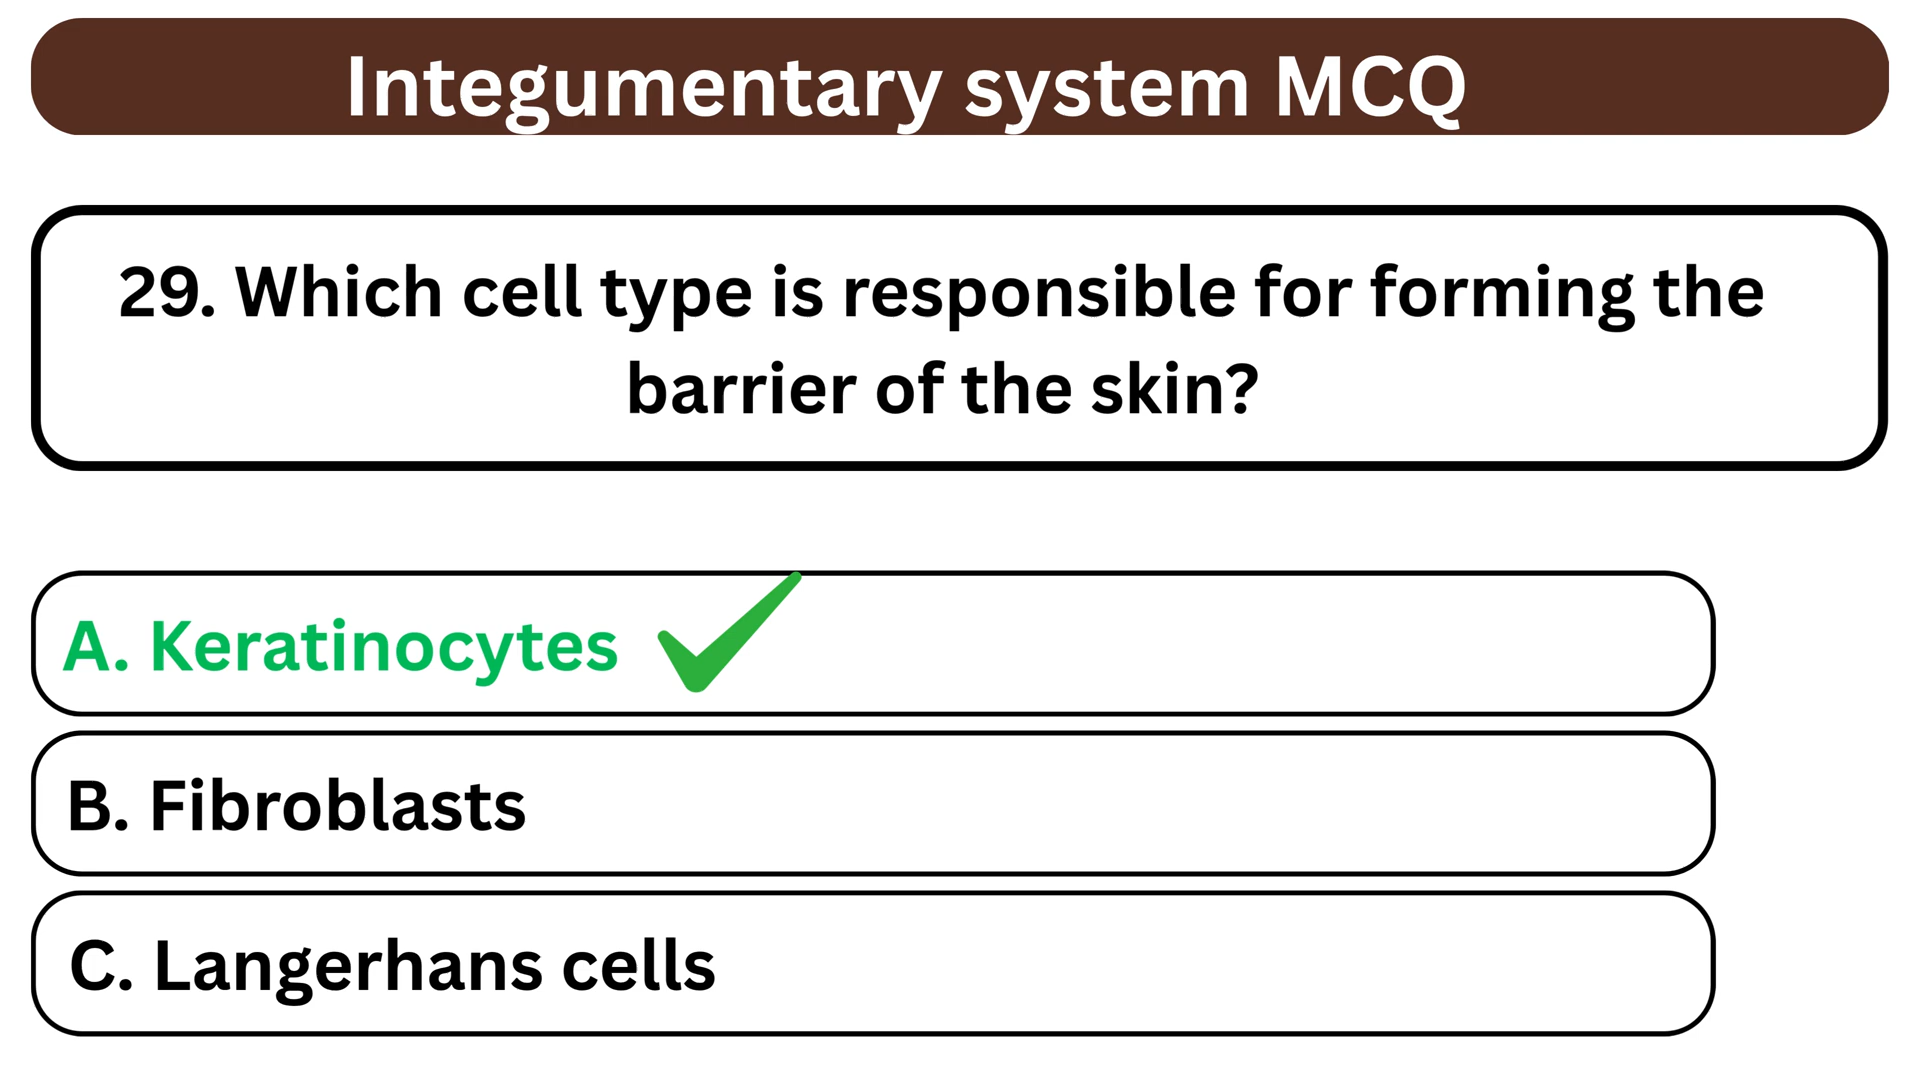 Integumentary system MCQ
29. Which cell type is responsible for forming the
barrier of the skin?
A. Keratinocytes
B. Fibroblasts
C. Langerhans cells